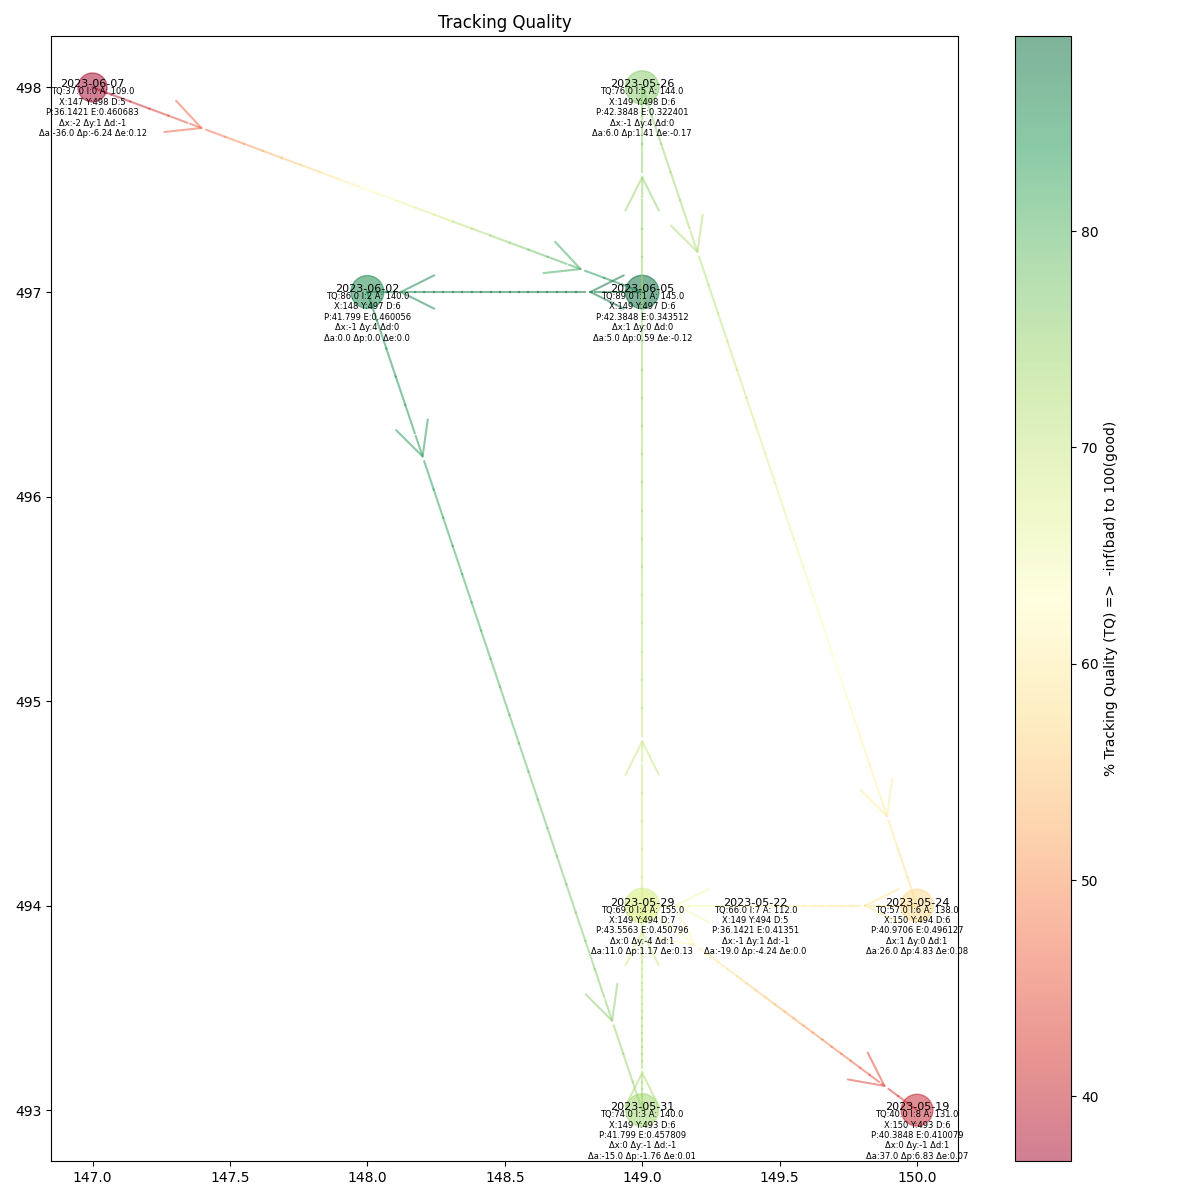 Tracking Quality
2023-06-07
TQ:37.0 I:0 A: 109.0
X:147 Y:498 D:5
P:36.1421 E:0.460683
Δx:-2 Δy:1 Δd:-1
Δa:-36.0 Δp:-6.24 Δe:0.12
2023-05-26
TQ:76.0 I:5 A: 144.0
X:149 Y:498 D:6
P:42.3848 E:0.322401
Δx:-1 Δy:4 Δd:0
Δa:6.0 Δp:1.41 Δe:-0.17
2023-06-02
TQ:86.0 I:2 A: 140.0
X:148 Y:497 D:6
P:41.799 E:0.460056
Δx:-1 Δy:4 Δd:0
Δa:0.0 Δp:0.0 Δe:0.0
2023-06-05
TQ:89.0 I:1 A: 145.0
X:149 Y:497 D:6
P:42.3848 E:0.343512
Δx:1 Δy:0 Δd:0
Δa:5.0 Δp:0.59 Δe:-0.12
2023-05-29
TQ:69.0 I:4 A: 155.0
X:149 Y:494 D:7
P:43.5563 E:0.450796
Δx:0 Δy:-4 Δd:1
Δa:11.0 Δp:1.17 Δe:0.13
2023-05-22
TQ:66.0 I:7 A: 112.0
X:149 Y:494 D:5
P:36.1421 E:0.41351
Δx:-1 Δy:1 Δd:-1
Δa:-19.0 Δp:-4.24 Δe:0.0
2023-05-24
TQ:57.0 I:6 A: 138.0
X:150 Y:494 D:6
P:40.9706 E:0.496127
Δx:1 Δy:0 Δd:1
Δa:26.0 Δp:4.83 Δe:0.08
2023-05-31
TQ:74.0 I:3 A: 140.0
X:149 Y:493 D:6
P:41.799 E:0.457809
Δx:0 Δy:-1 Δd:-1
Δa:-15.0 Δp:-1.76 Δe:0.01
2023-05-19
TQ:40.0 I:8 A: 131.0
X:150 Y:493 D:6
P:40.3848 E:0.410079
Δx:0 Δy:-1 Δd:1
Δa:37.0 Δp:6.83 Δe:0.07
498
497
496
495
494
493
147.0
147.5
148.0
148.5
149.0
149.5
150.0
80
70
60
50
40
% Tracking Quality (TQ) => -inf(bad) to 100(good)